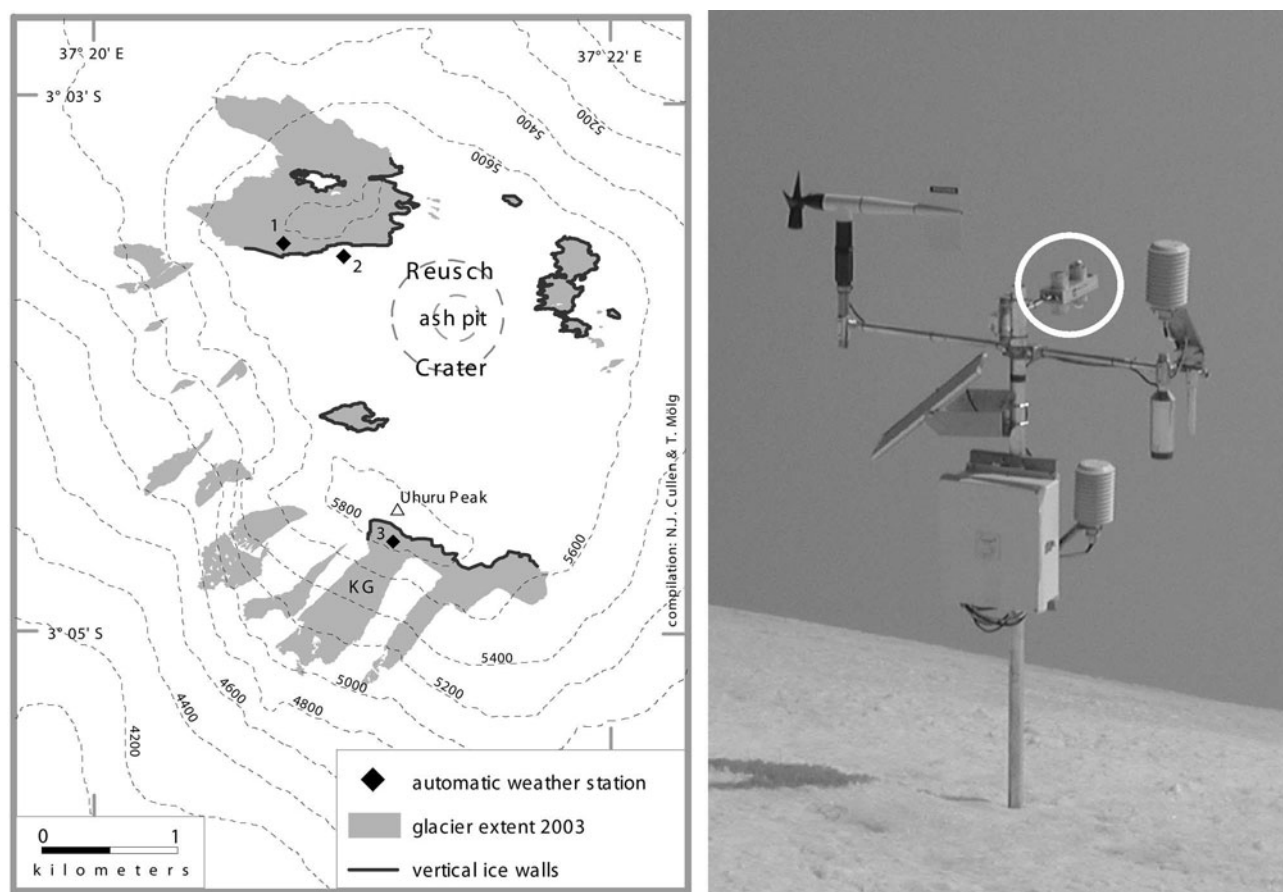 37° 20' E
37° 22' E
3° 03' S
5200
5400
5600
1
2
Reusch
ash pit
Crater
Uhuru Peak
5800
3
KG
5600
3° 05' S
5400
5200
5000
4800
4600
4400
4200
compilation: N.J. Cullen & T. Mölg
automatic weather station
glacier extent 2003
vertical ice walls
0 1
kilometers